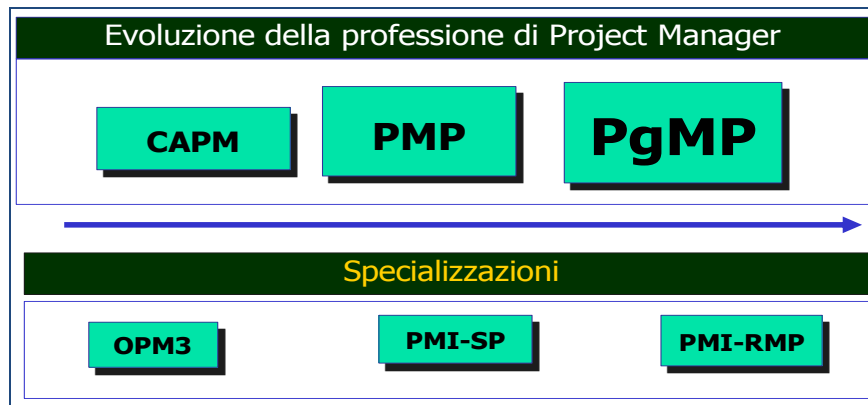 Evoluzione della professione di Project Manager
CAPM
PMP
PgMP
Specializzazioni
OPM3
PMI-SP
PMI-RMP